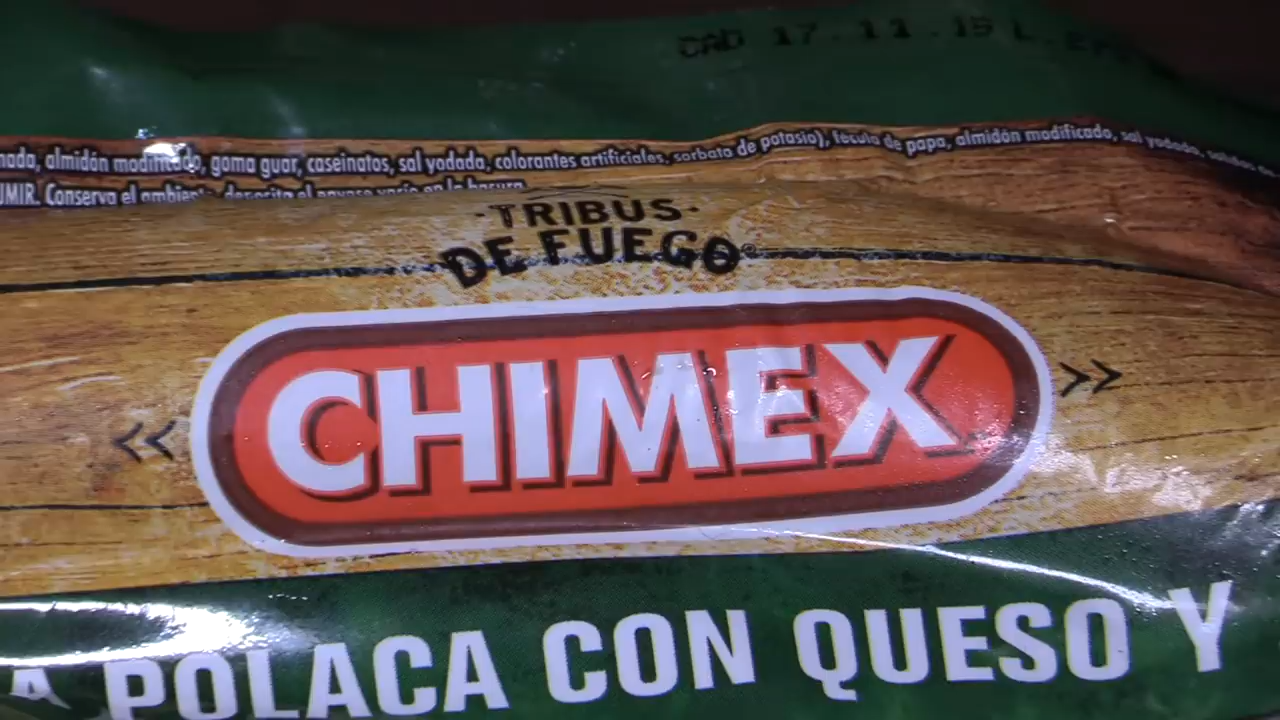 CAD 17.11.15 L
almidón modificado, goma guar, caseinatos, sal yodada, colorantes artificiales, sorbato de potasio), fécula de papa, almidón modificado, sal yodada,
UMIR. Conserva el ambiente deposita el envase vacío en la basura
·TRIBUS·
DE FUEGO®
<< CHIMEX >>
A POLACA CON QUESO Y